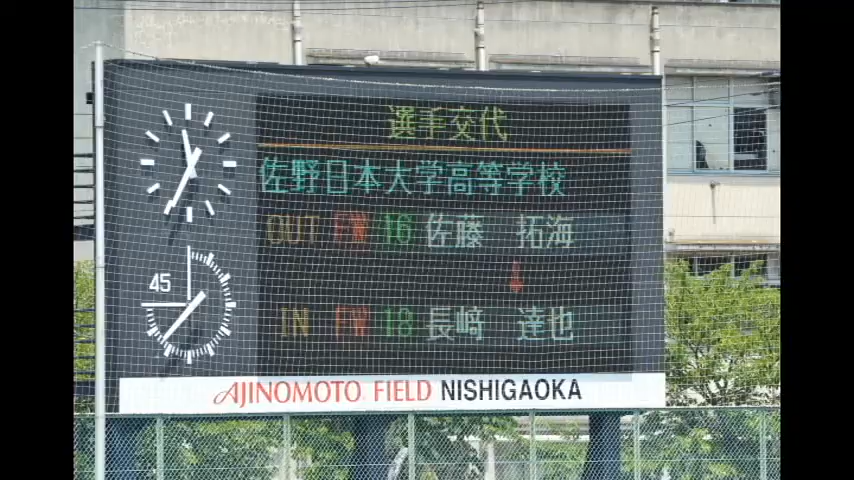 選手交代
佐野日本大学高等学校
OUT FW 16 佐藤 拓海
↓
45
IN FW 18 長﨑 達也
AJINOMOTO FIELD NISHIGAOKA